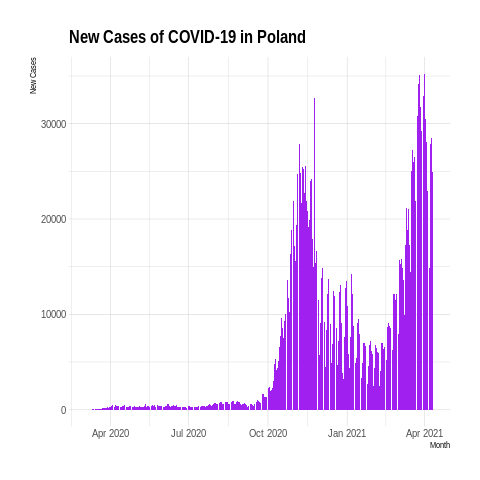 New Cases of COVID-19 in Poland
New Cases
30000
20000
10000
0
Apr 2020 Jul 2020 Oct 2020 Jan 2021 Apr 2021
Month